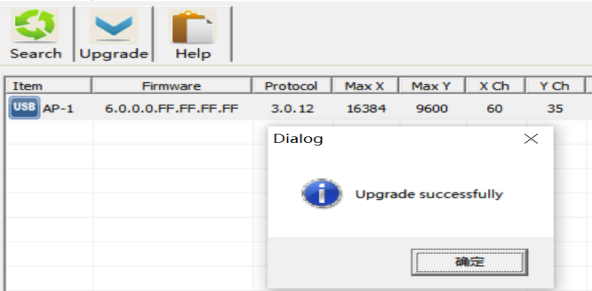 Search Upgrade Help
Item Firmware Protocol Max X Max Y X Ch Y Ch
USB AP-1 6.0.0.0.FF.FF.FF.FF 3.0.12 16384 9600 60 35
Dialog
Upgrade successfully
确定